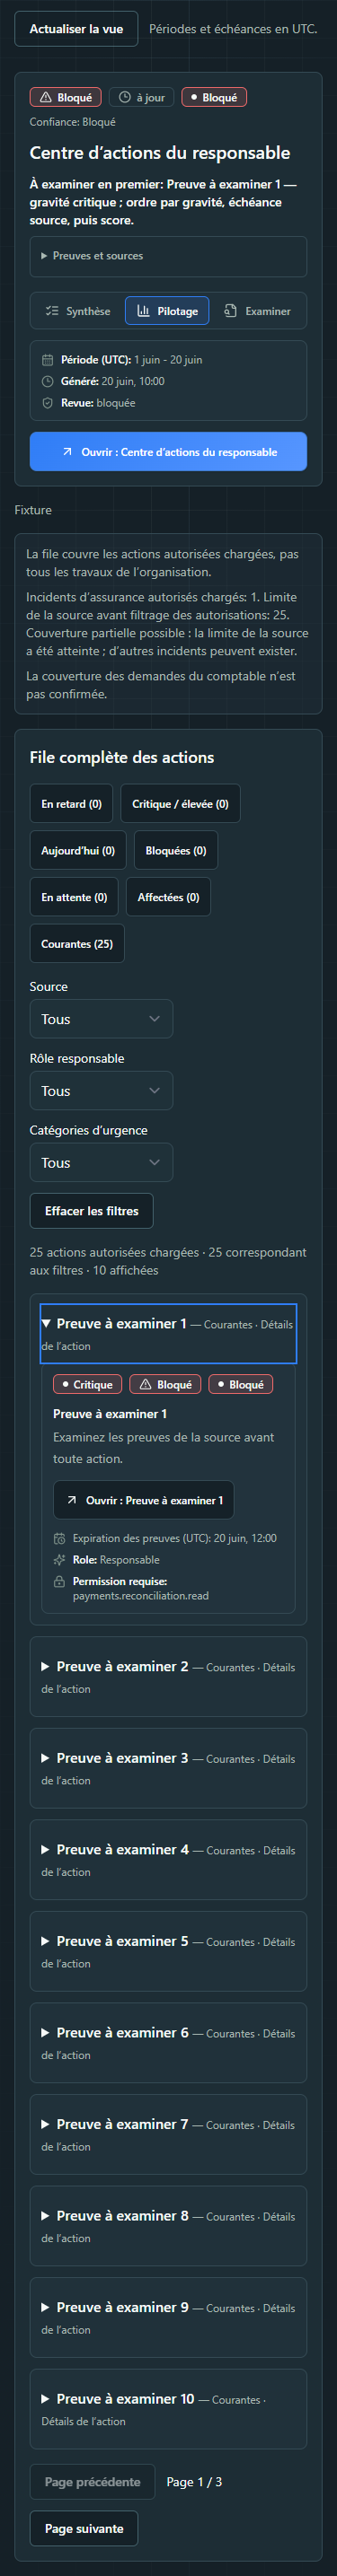 Actualiser la vue
Périodes et échéances en UTC.
Bloqué
à jour
Bloqué
Confiance: Bloqué
Centre d’actions du responsable
À examiner en premier: Preuve à examiner 1 —
gravité critique ; ordre par gravité, échéance
source, puis score.
Preuves et sources
Synthèse
Pilotage
Examiner
Période (UTC): 1 juin - 20 juin
Généré: 20 juin, 10:00
Revue: bloquée
Ouvrir : Centre d’actions du responsable
Fixture
La file couvre les actions autorisées chargées, pas
tous les travaux de l’organisation.
Incidents d’assurance autorisés chargés: 1. Limite
de la source avant filtrage des autorisations: 25.
Couverture partielle possible : la limite de la source
a été atteinte ; d’autres incidents peuvent exister.
La couverture des demandes du comptable n’est
pas confirmée.
File complète des actions
En retard (0)
Critique / élevée (0)
Aujourd’hui (0)
Bloquées (0)
En attente (0)
Affectées (0)
Courantes (25)
Source
Tous
Rôle responsable
Tous
Catégories d’urgence
Tous
Effacer les filtres
25 actions autorisées chargées · 25 correspondant
aux filtres · 10 affichées
Preuve à examiner 1 — Courantes · Détails
de l’action
Critique
Bloqué
Bloqué
Preuve à examiner 1
Examinez les preuves de la source avant
toute action.
Ouvrir : Preuve à examiner 1
Expiration des preuves (UTC): 20 juin, 12:00
Role: Responsable
Permission requise:
payments.reconciliation.read
Preuve à examiner 2 — Courantes · Détails
de l’action
Preuve à examiner 3 — Courantes · Détails
de l’action
Preuve à examiner 4 — Courantes · Détails
de l’action
Preuve à examiner 5 — Courantes · Détails
de l’action
Preuve à examiner 6 — Courantes · Détails
de l’action
Preuve à examiner 7 — Courantes · Détails
de l’action
Preuve à examiner 8 — Courantes · Détails
de l’action
Preuve à examiner 9 — Courantes · Détails
de l’action
Preuve à examiner 10 — Courantes ·
Détails de l’action
Page précédente
Page 1 / 3
Page suivante